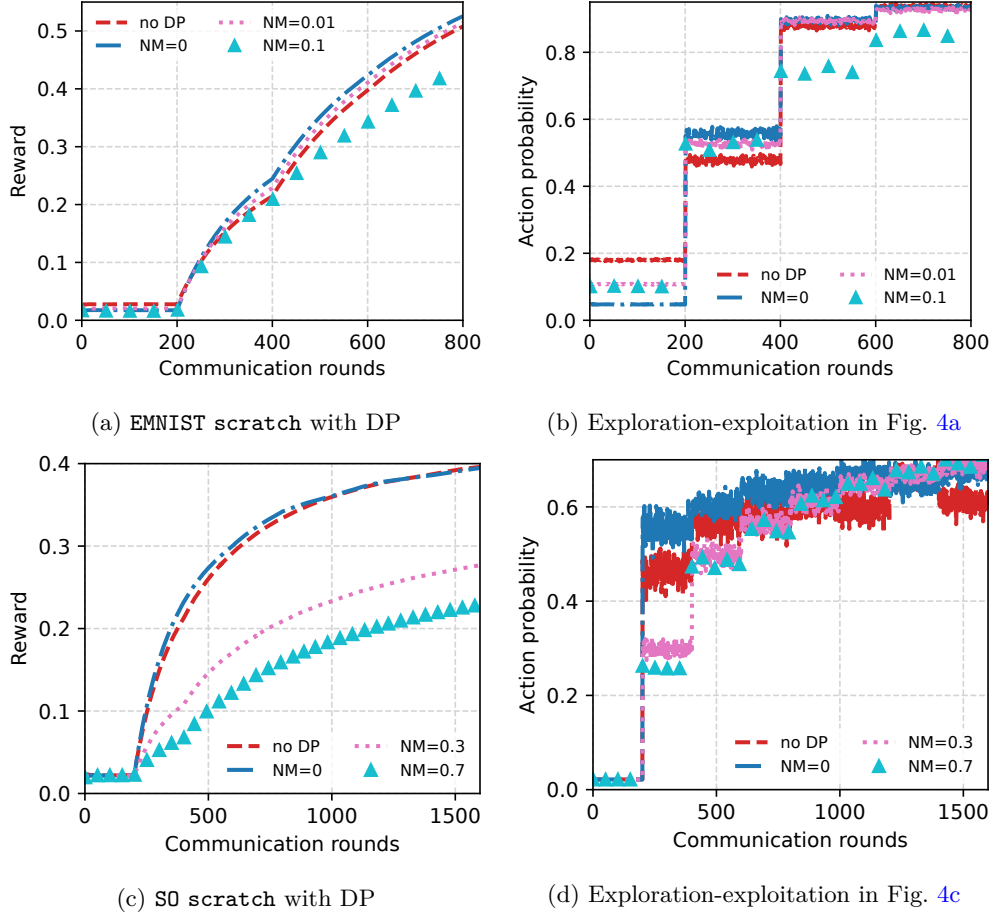 Reward
0.5
0.4
0.3
0.2
0.1
0.0
no DP
NM=0
NM=0.01
NM=0.1
0 200 400 600 800
Communication rounds
(a) EMNIST scratch with DP
Action probability
0.8
0.6
0.4
0.2
0.0
no DP
NM=0
NM=0.01
NM=0.1
0 200 400 600 800
Communication rounds
(b) Exploration-exploitation in Fig. 4a
Reward
0.4
0.3
0.2
0.1
0.0
no DP
NM=0
NM=0.3
NM=0.7
0 500 1000 1500
Communication rounds
(c) SO scratch with DP
Action probability
0.6
0.4
0.2
0.0
no DP
NM=0
NM=0.3
NM=0.7
0 500 1000 1500
Communication rounds
(d) Exploration-exploitation in Fig. 4c